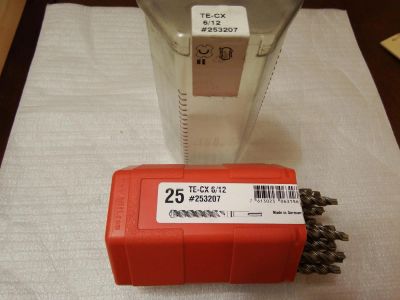 TE-CX
6/12
#253207
25 TE-CX 6/12
#253207
Made in Germany